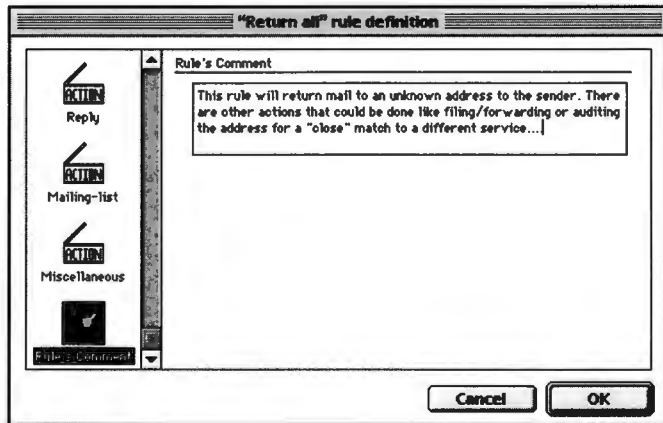 "Return all" rule definition
ACTION
Reply
ACTION
Mailing-list
ACTION
Miscellaneous
Rule's Comment
Rule's Comment
This rule will return mail to an unknown address to the sender. There
are other actions that could be done like filing/forwarding or auditing
the address for a "close" match to a different service...
Cancel
OK